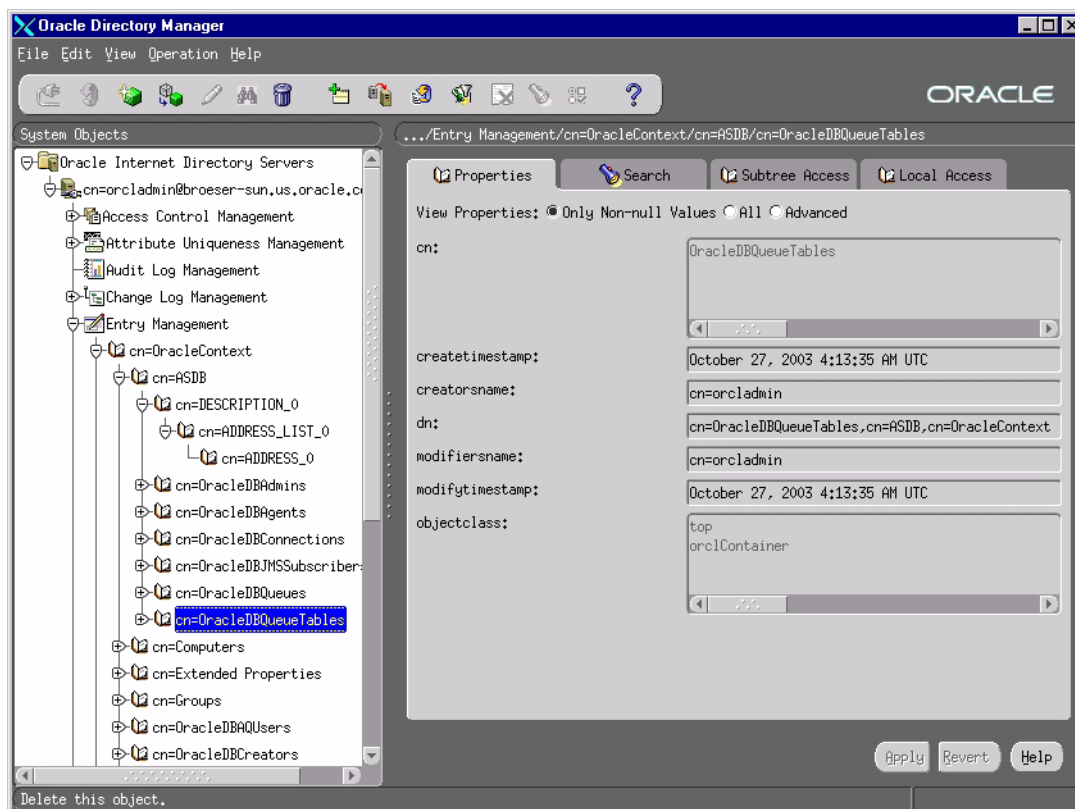 Oracle Directory Manager
File Edit View Operation Help
ORACLE
System Objects
Oracle Internet Directory Servers
cn=orcladmin@broeser-sun.us.oracle.c
Access Control Management
Attribute Uniqueness Management
Audit Log Management
Change Log Management
Entry Management
cn=OracleContext
cn=ASDB
cn=DESCRIPTION_0
cn=ADDRESS_LIST_0
cn=ADDRESS_0
cn=OracleDBAdmins
cn=OracleDBAgents
cn=OracleDBConnections
cn=OracleDBJMSSubscriber
cn=OracleDBQueues
cn=OracleDBQueueTables
cn=Computers
cn=Extended Properties
cn=Groups
cn=OracleDBAQUsers
cn=OracleDBCreators
.../Entry Management/cn=OracleContext/cn=ASDB/cn=OracleDBQueueTables
Properties Search Subtree Access Local Access
View Properties: Only Non-null Values All Advanced
cn: OracleDBQueueTables
createtimestamp: October 27, 2003 4:13:35 AM UTC
creatorsname: cn=orcladmin
dn: cn=OracleDBQueueTables,cn=ASDB,cn=OracleContext
modifiersname: cn=orcladmin
modifytimestamp: October 27, 2003 4:13:35 AM UTC
objectclass: top
orclContainer
Apply Revert Help
Delete this object.